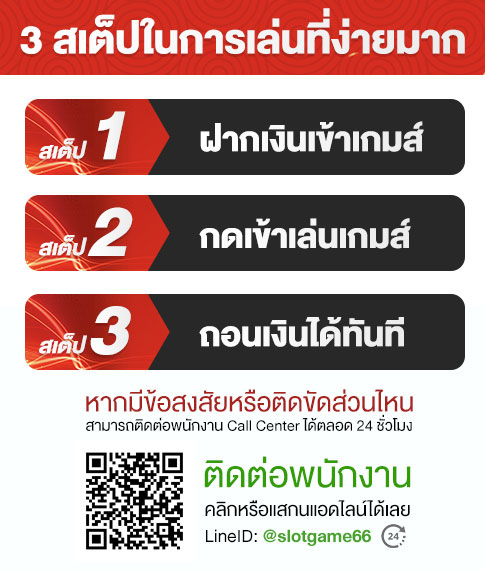 3 สเต็ปในการเล่นที่ง่ายมาก
สเต็ป 1 ฝากเงินเข้าเกมส์
สเต็ป 2 กดเข้าเล่นเกมส์
สเต็ป 3 ถอนเงินได้ทันที
หากมีข้อสงสัยหรือติดขัดส่วนไหน
สามารถติดต่อพนักงาน Call Center ได้ตลอด 24 ชั่วโมง
ติดต่อพนักงาน
คลิกหรือแสกนแอดไลน์ได้เลย
LineID: @slotgame66 24